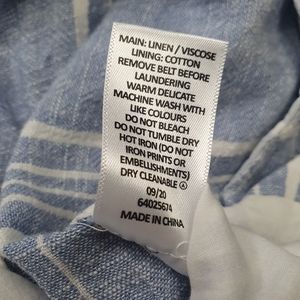 MAIN: LINEN / VISCOSE
LINING: COTTON
REMOVE BELT BEFORE
LAUNDERING
WARM DELICATE
MACHINE WASH WITH
LIKE COLOURS
DO NOT BLEACH
DO NOT TUMBLE DRY
HOT IRON (DO NOT
IRON PRINTS OR
EMBELLISHMENTS)
DRY CLEANABLE Ⓐ
09/20
64025674
MADE IN CHINA